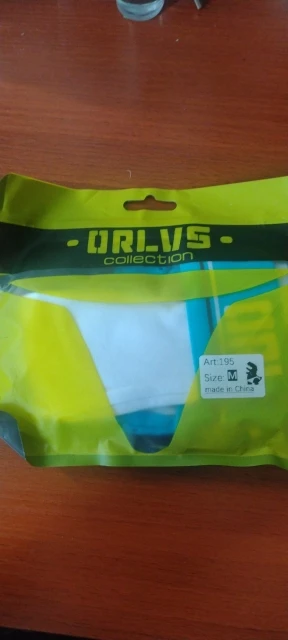 - ORLVS -
collection
Art:195
Size: M
made in China